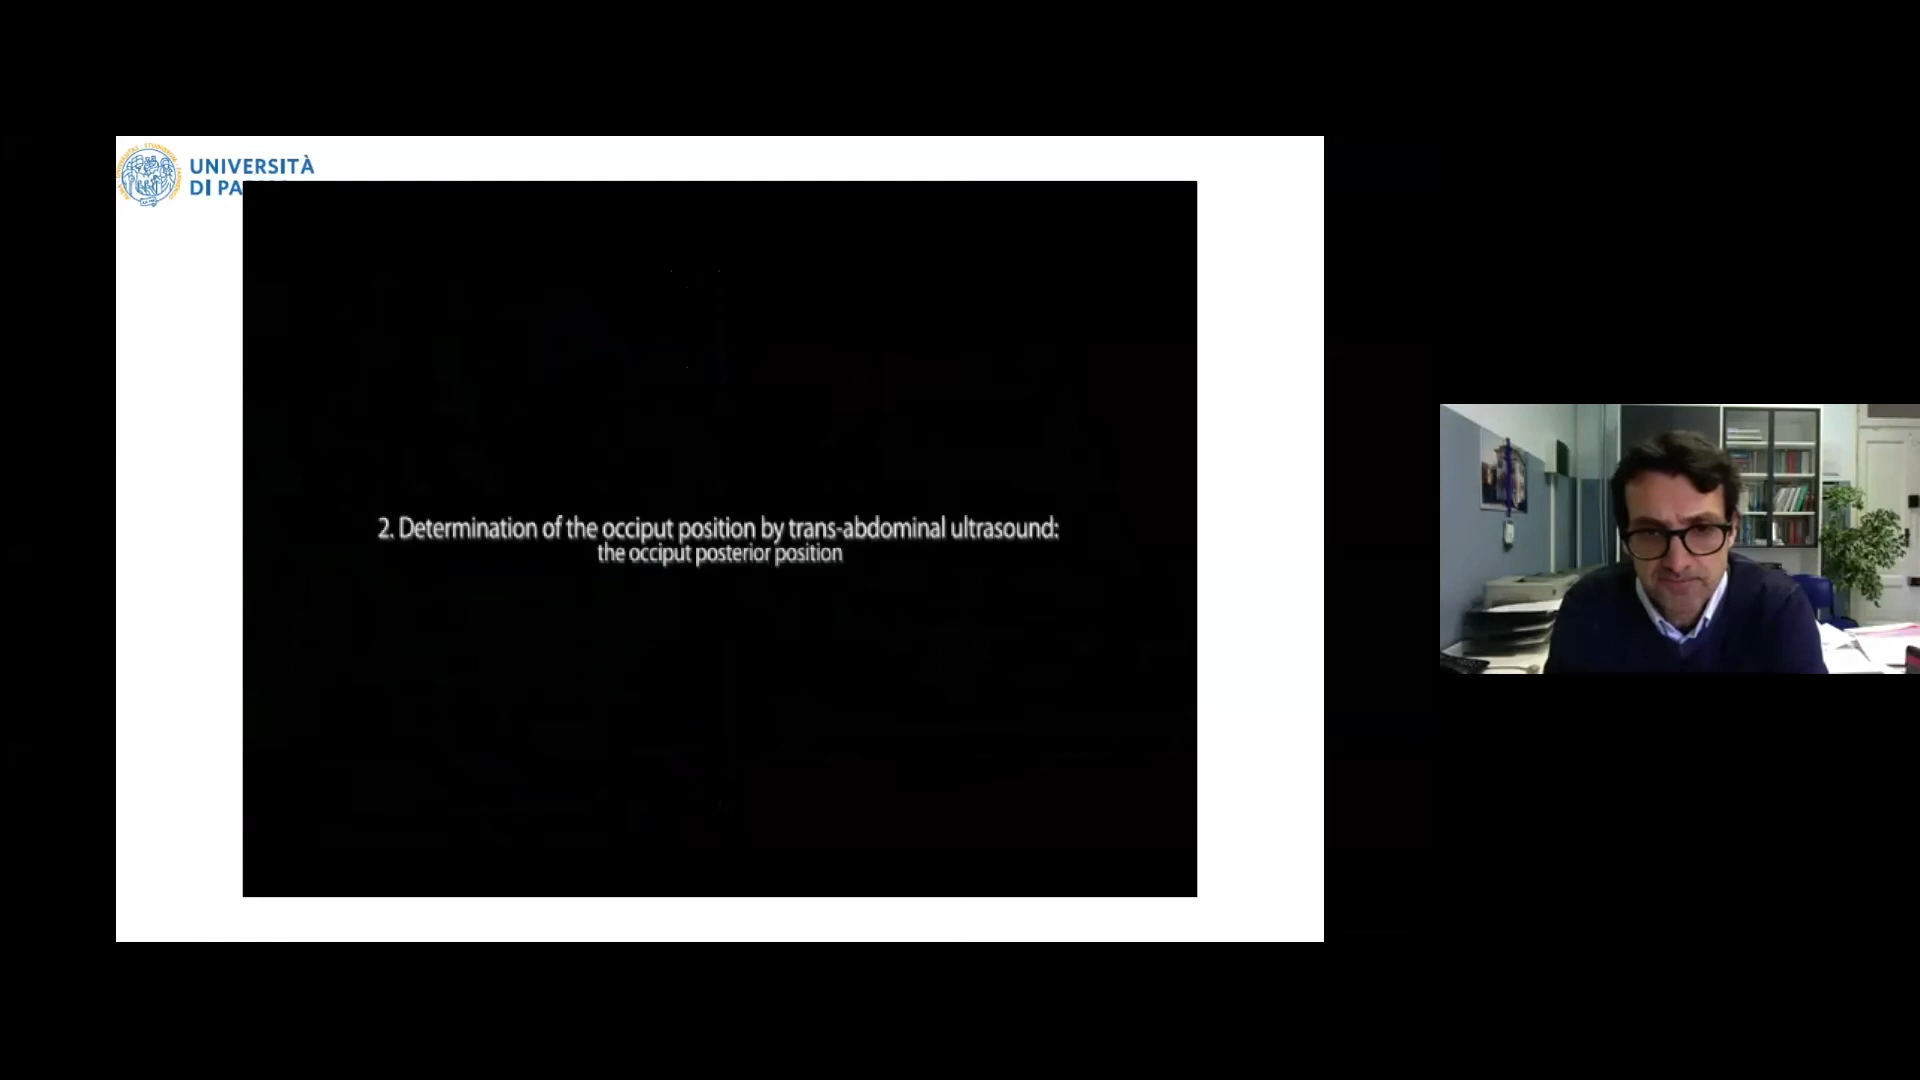 UNIVERSITÀ
DI PA
2. Determination of the occiput position by trans-abdominal ultrasound:
the occiput posterior position